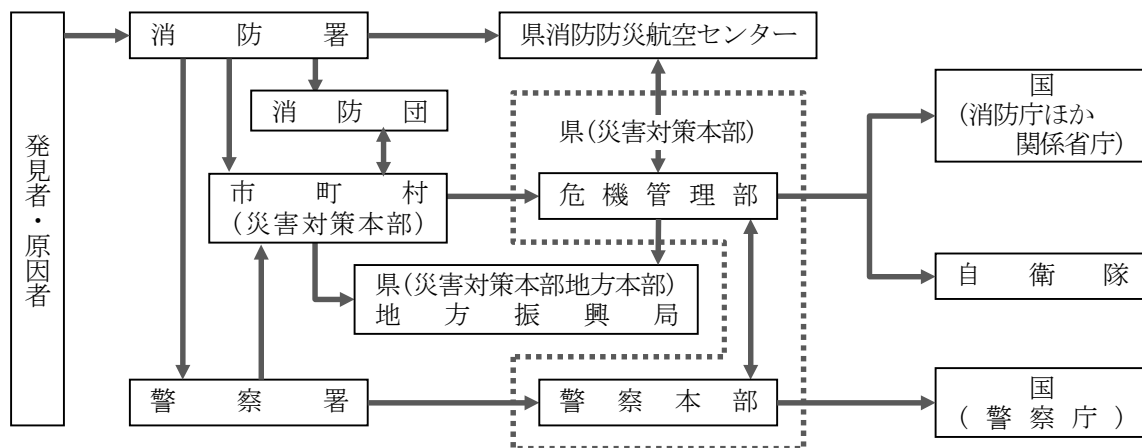 発見者・原因者
消防署
県消防防災航空センター
消防団
県(災害対策本部)
国
(消防庁ほか
関係省庁)
市町村
(災害対策本部)
危機管理部
県(災害対策本部地方本部)
地方振興局
自衛隊
警察署
警察本部
国
(警察庁)